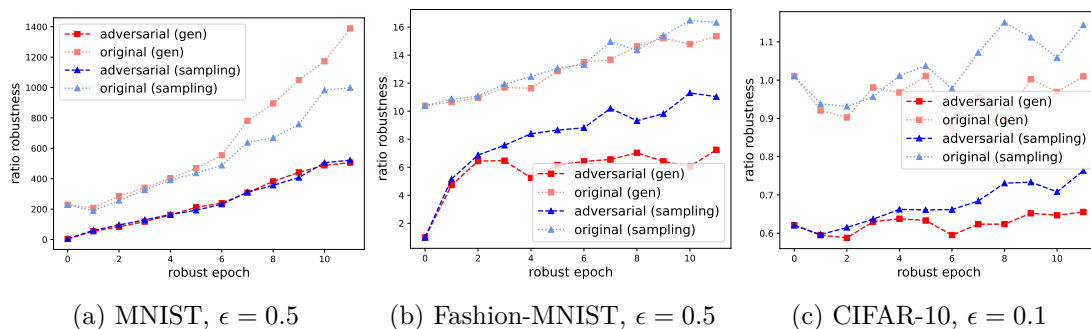 1400
1200
1000
800
600
400
200
0
ratio robustness
adversarial (gen)
original (gen)
adversarial (sampling)
original (sampling)
0 2 4 6 8 10
robust epoch
(a) MNIST, ϵ = 0.5
16
14
12
10
8
6
4
2
ratio robustness
adversarial (gen)
original (gen)
adversarial (sampling)
original (sampling)
0 2 4 6 8 10
robust epoch
(b) Fashion-MNIST, ϵ = 0.5
1.1
1.0
0.9
0.8
0.7
0.6
ratio robustness
adversarial (gen)
original (gen)
adversarial (sampling)
original (sampling)
0 2 4 6 8 10
robust epoch
(c) CIFAR-10, ϵ = 0.1